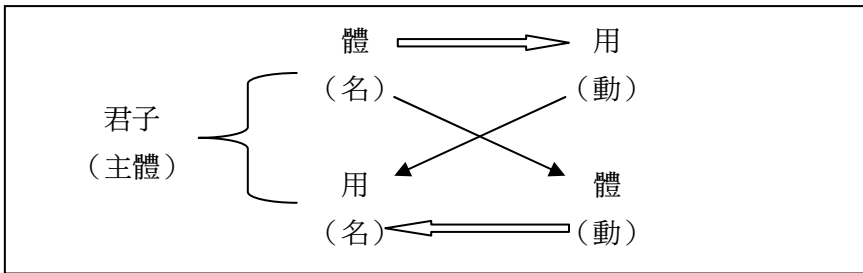 體 用
（名） （動）
君子
（主體）
用 體
（名） （動）